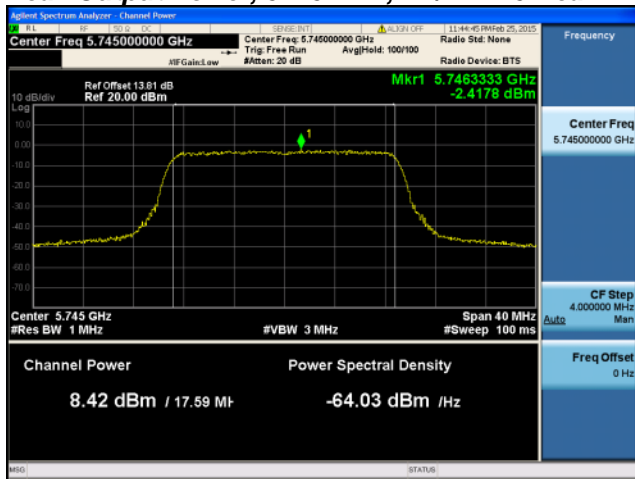 Agilent Spectrum Analyzer - Channel Power
RL RF 50 Ω DC SENSE:INT ALIGN OFF 11:44:45 PM Feb 25, 2015
Center Freq 5.745000000 GHz
Center Freq: 5.745000000 GHz
Radio Std: None
Trig: Free Run Avg|Hold: 100/100
#IFGain:Low #Atten: 20 dB Radio Device: BTS
Frequency
Mkr1 5.7463333 GHz
-2.4178 dBm
Ref Offset 13.81 dB
10 dB/div Ref 20.00 dBm
Log
10.0
0.00
-10.0
-20.0
-30.0
-40.0
-50.0
-60.0
-70.0
1
Center Freq
5.745000000 GHz
Center 5.745 GHz Span 40 MHz
#Res BW 1 MHz #VBW 3 MHz #Sweep 100 ms
CF Step
4.000000 MHz
Auto Man
Freq Offset
0 Hz
Channel Power Power Spectral Density
8.42 dBm / 17.59 MH -64.03 dBm /Hz
MSG STATUS